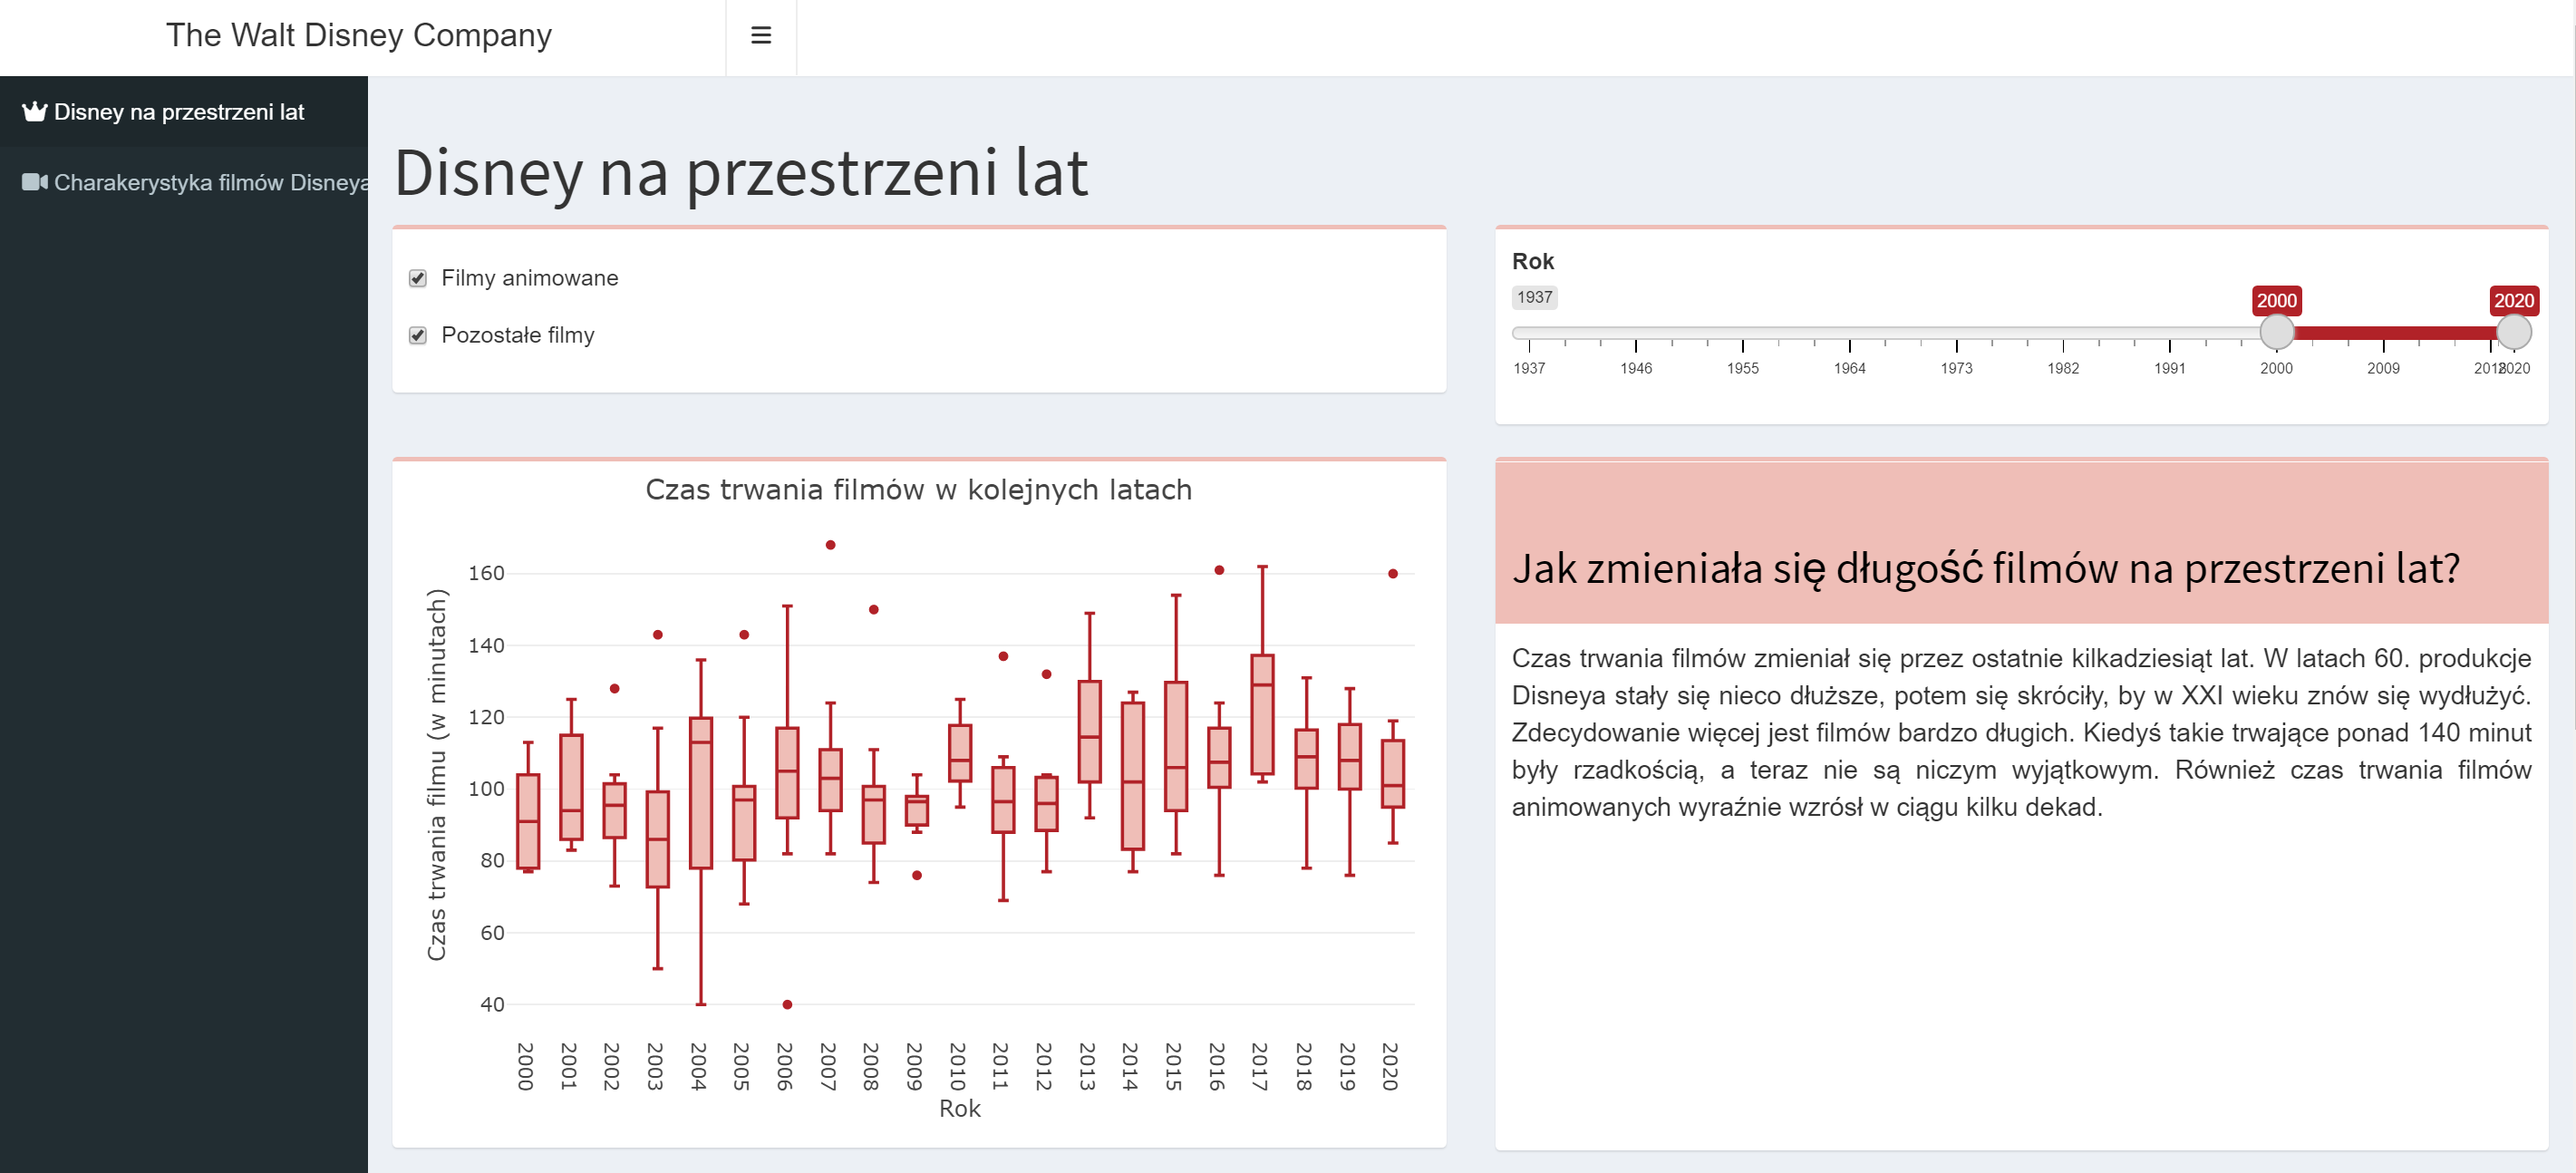 The Walt Disney Company
Disney na przestrzeni lat
Charakerystyka filmów Disneya
Disney na przestrzeni lat
Filmy animowane
Pozostałe filmy
Rok
1937
2000
2020
1937 1946 1955 1964 1973 1982 1991 2000 2009 2018 2020
Czas trwania filmów w kolejnych latach
Czas trwania filmu (w minutach)
160
140
120
100
80
60
40
2000 2001 2002 2003 2004 2005 2006 2007 2008 2009 2010 2011 2012 2013 2014 2015 2016 2017 2018 2019 2020
Rok
Jak zmieniała się długość filmów na przestrzeni lat?
Czas trwania filmów zmieniał się przez ostatnie kilkadziesiąt lat. W latach 60. produkcje
Disneya stały się nieco dłuższe, potem się skróciły, by w XXI wieku znów się wydłużyć.
Zdecydowanie więcej jest filmów bardzo długich. Kiedyś takie trwające ponad 140 minut
były rzadkością, a teraz nie są niczym wyjątkowym. Również czas trwania filmów
animowanych wyraźnie wzrósł w ciągu kilku dekad.